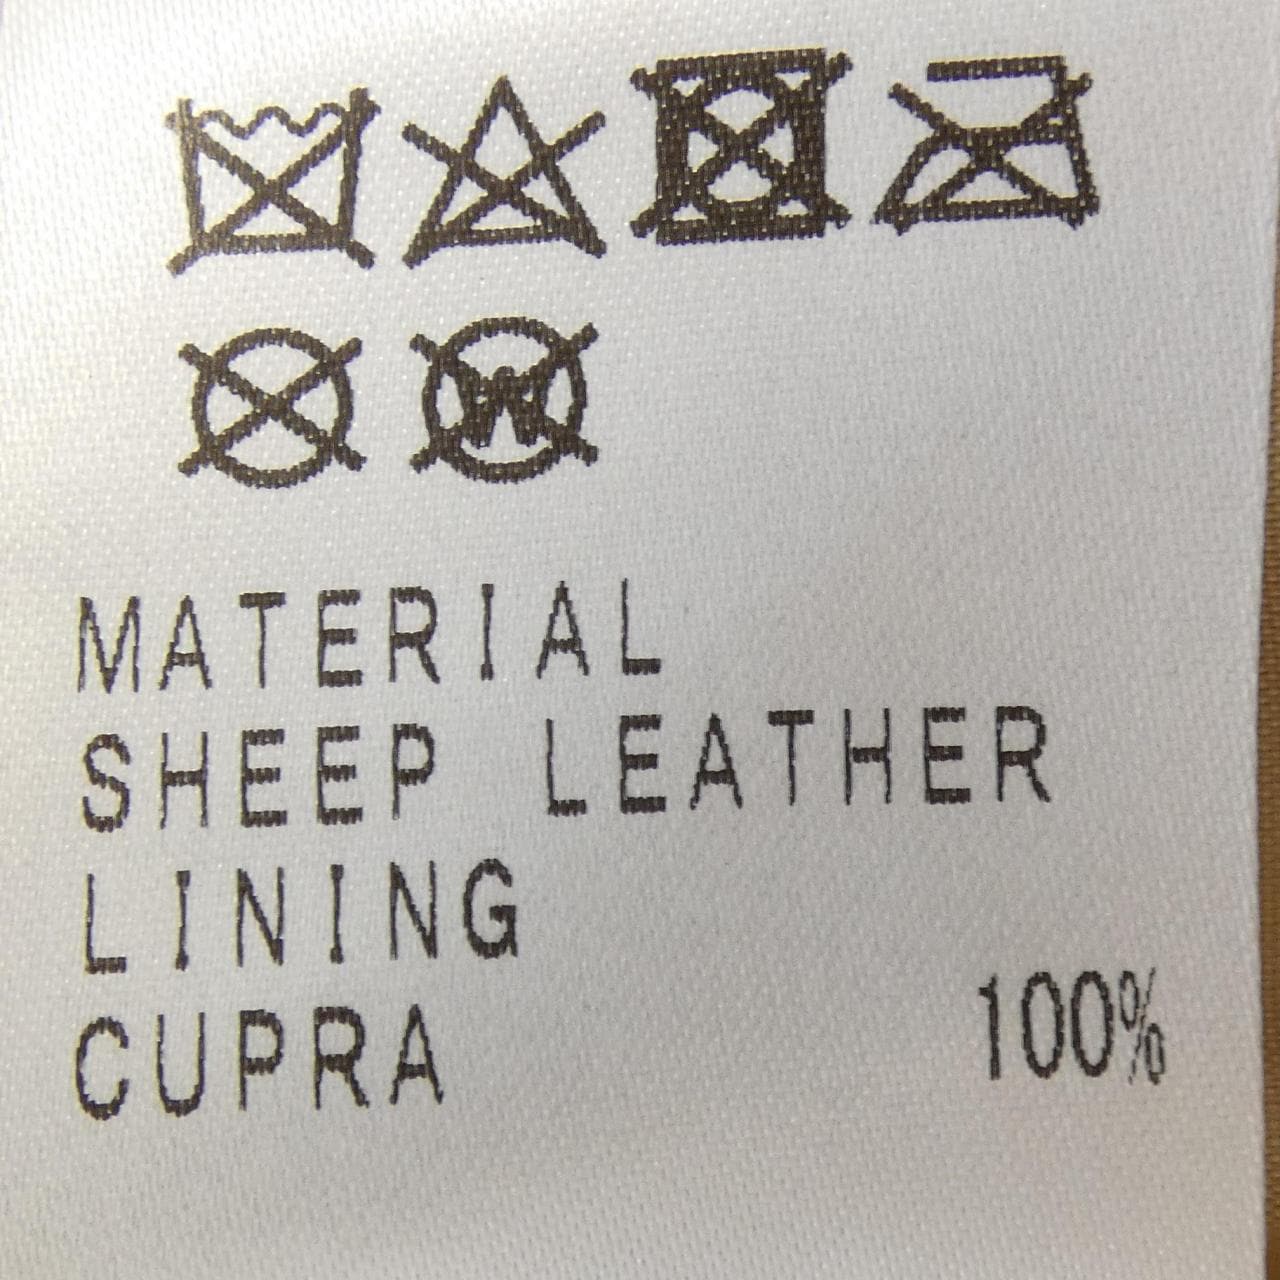 W
MATERIAL
SHEEP LEATHER
LINING
CUPRA 100%